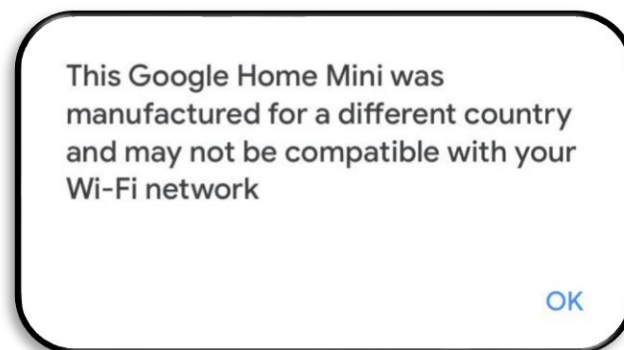 This Google Home Mini was
manufactured for a different country
and may not be compatible with your
Wi-Fi network
OK